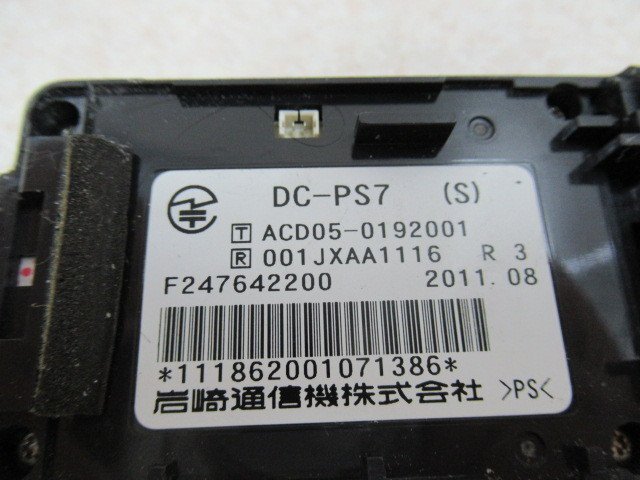 DC-PS7 (S)
T ACD05-0192001
R 001JXAA1116 R 3
F247642200 2011.08
*111862001071386*
岩崎通信機株式会社 >PS<